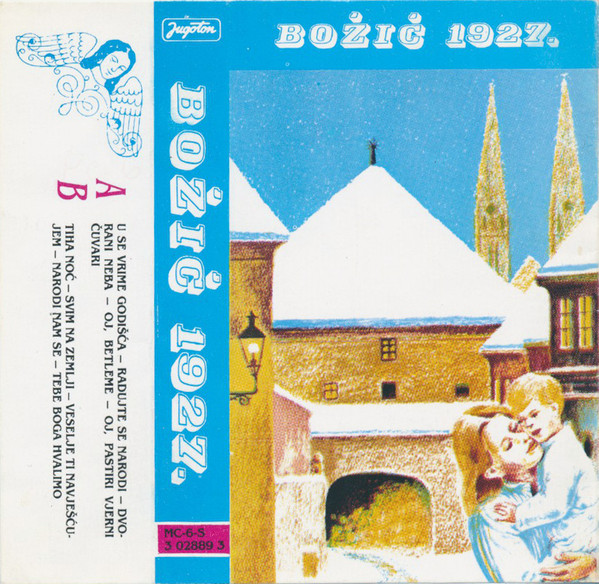 Jugoton
BOŽIĆ 1927.
BOŽIĆ 1927.
A
U SE VRIME GODIŠĆA – RADUJTE SE NARODI – DVO-
RANI NEBA – OJ, BETLEME – OJ, PASTIRI VJERNI
ČUVARI
B
TIHA NOĆ – SVIM NA ZEMLJI – VESELJE TI NAVJEŠĆU-
JEM – NARODI NAM SE – TEBE BOGA HVALIMO
MC-6-S
3 02889 3